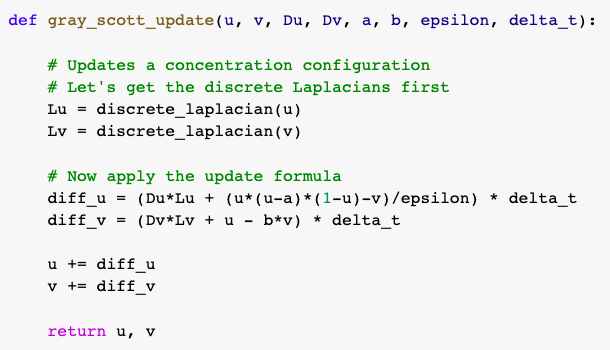 def gray_scott_update(u, v, Du, Dv, a, b, epsilon, delta_t):
# Updates a concentration configuration
# Let's get the discrete Laplacians first
Lu = discrete_laplacian(u)
Lv = discrete_laplacian(v)
# Now apply the update formula
diff_u = (Du*Lu + (u*(u-a)*(1-u)-v)/epsilon) * delta_t
diff_v = (Dv*Lv + u - b*v) * delta_t
u += diff_u
v += diff_v
return u, v